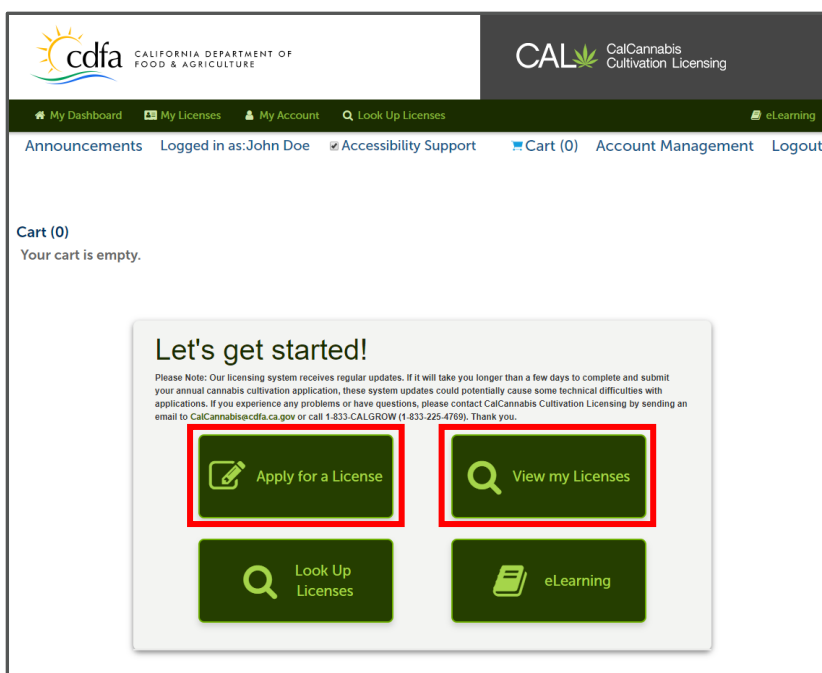 cdfa
CALIFORNIA DEPARTMENT OF
FOOD & AGRICULTURE
CAL
CalCannabis
Cultivation Licensing
My Dashboard My Licenses My Account Look Up Licenses eLearning
Announcements Logged in as:John Doe Accessibility Support Cart (0) Account Management Logout
Cart (0)
Your cart is empty.
Let's get started!
Please Note: Our licensing system receives regular updates. If it will take you longer than a few days to complete and submit
your annual cannabis cultivation application, these system updates could potentially cause some technical difficulties with
applications. If you experience any problems or have questions, please contact CalCannabis Cultivation Licensing by sending an
email to CalCannabis@cdfa.ca.gov or call 1-833-CALGROW (1-833-225-4769). Thank you.
Apply for a License
View my Licenses
Look Up
Licenses
eLearning